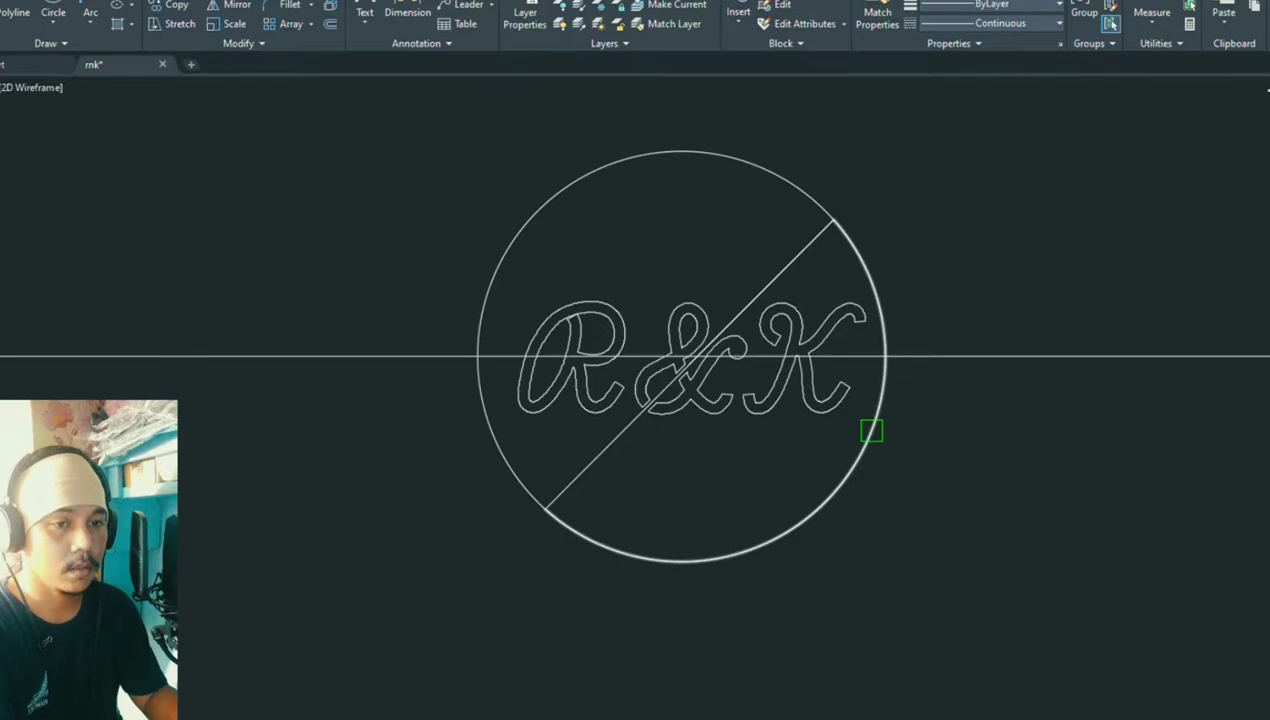 Polyline Circle Arc Copy Mirror Fillet Text Dimension Leader Layer Properties Make Current Insert Edit Match Properties ByLayer Group Measure Paste
Stretch Scale Array Table Match Layer Edit Attributes Continuous
Draw Modify Annotation Layers Block Properties Groups Utilities Clipboard
rt rnk* +
[2D Wireframe]
R & K